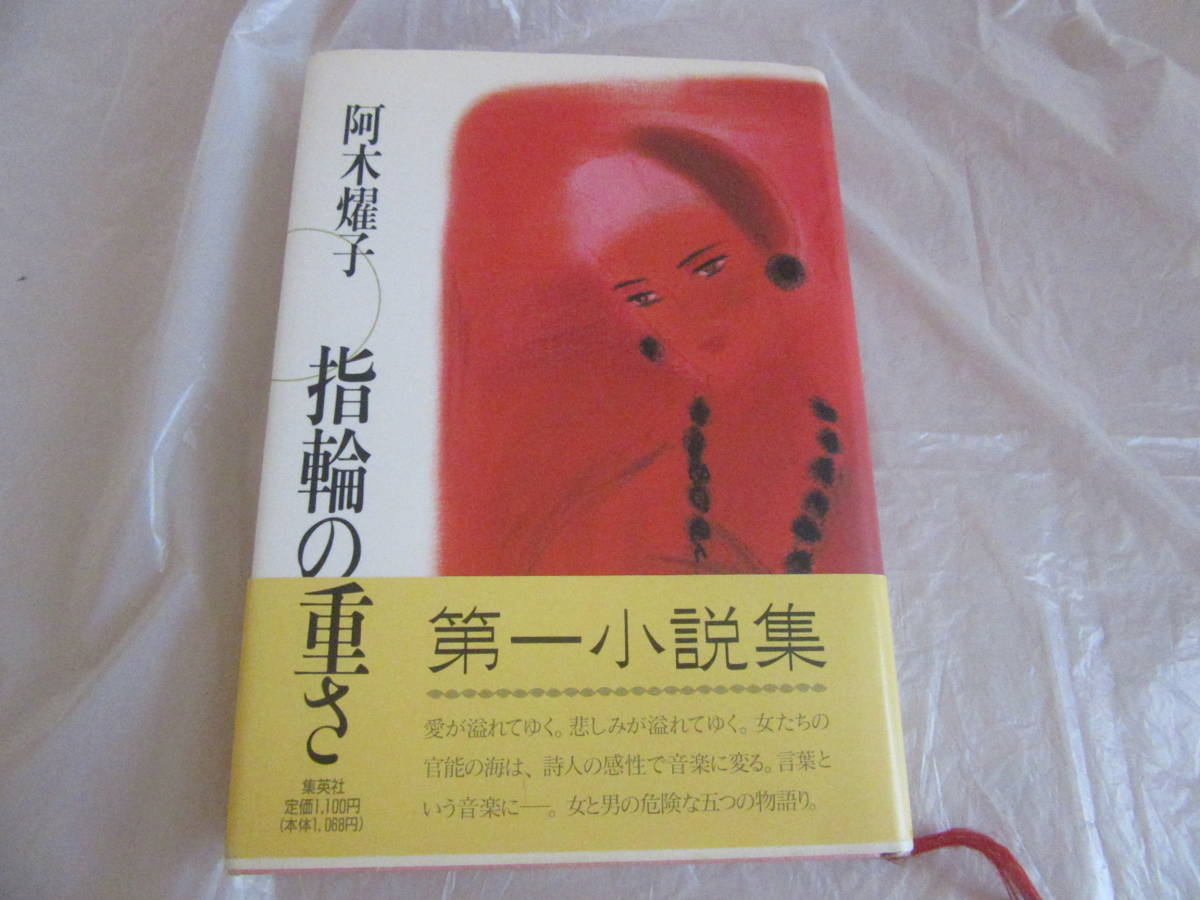 阿木燿子
指輪の重さ
第一小説集
愛が溢れてゆく。悲しみが溢れてゆく。女たちの
官能の海は、詩人の感性で音楽に変る。言葉と
いう音楽に──。女と男の危険な五つの物語り。
集英社
定価1,100円
(本体1,068円)